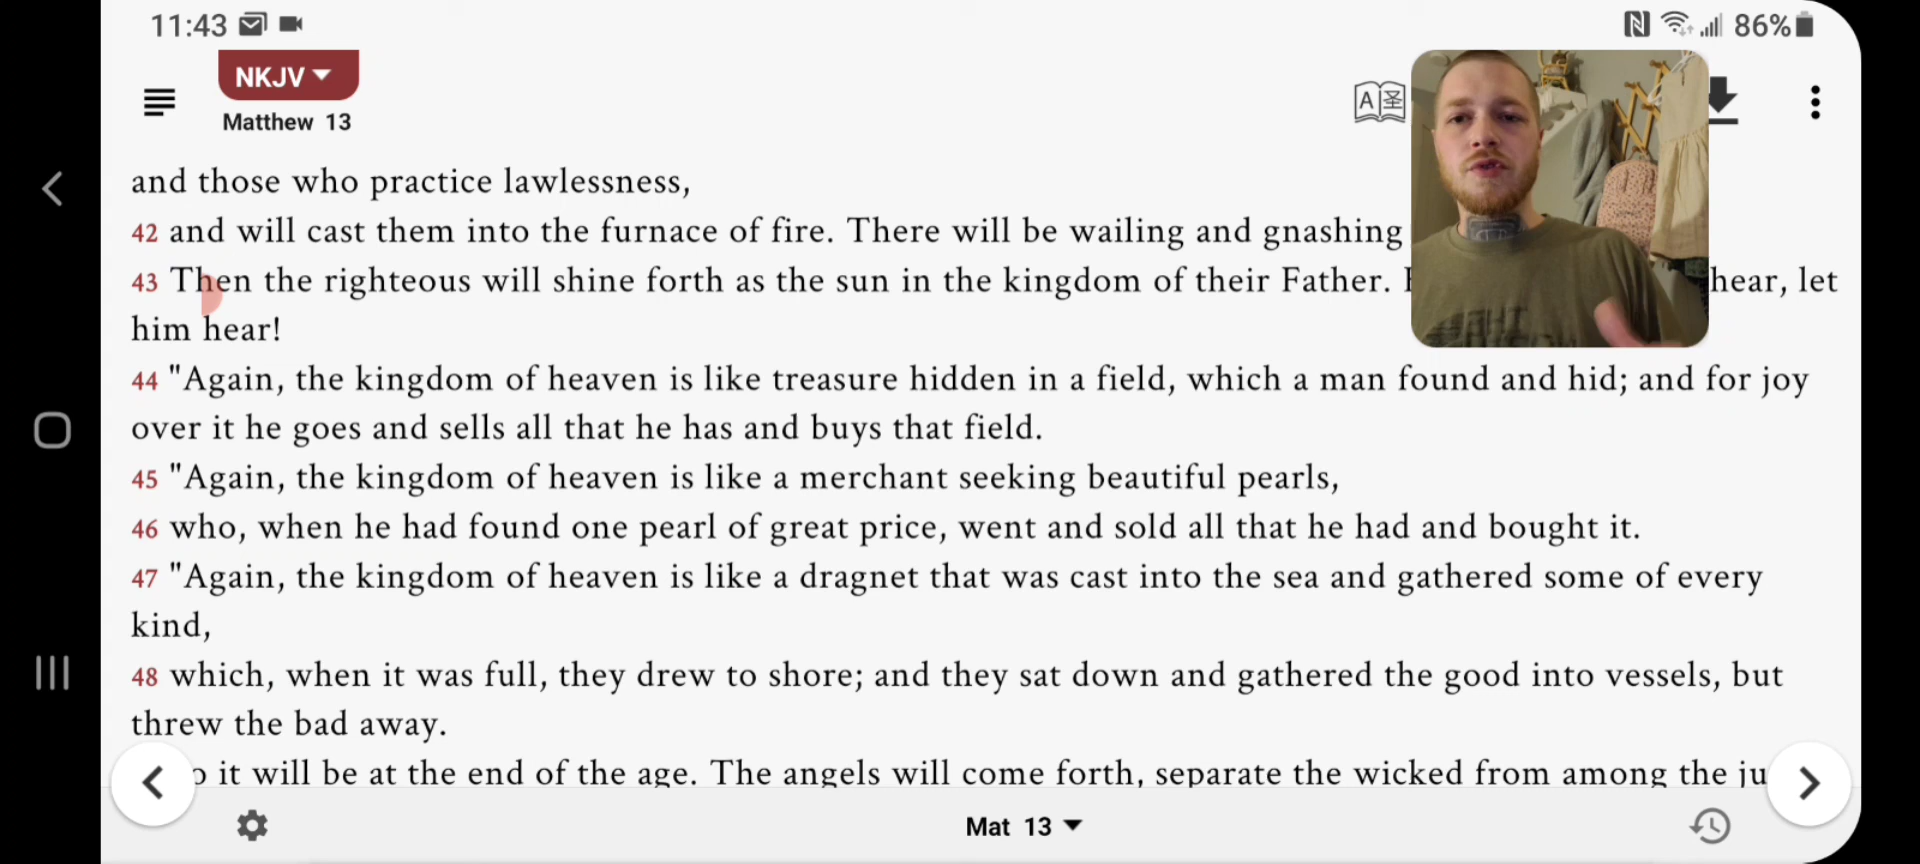 11:43
86%
NKJV
Matthew 13
A 圣
and those who practice lawlessness,
42 and will cast them into the furnace of fire. There will be wailing and gnashing
43 Then the righteous will shine forth as the sun in the kingdom of their Father. hear, let
him hear!
44 "Again, the kingdom of heaven is like treasure hidden in a field, which a man found and hid; and for joy
over it he goes and sells all that he has and buys that field.
45 "Again, the kingdom of heaven is like a merchant seeking beautiful pearls,
46 who, when he had found one pearl of great price, went and sold all that he had and bought it.
47 "Again, the kingdom of heaven is like a dragnet that was cast into the sea and gathered some of every
kind,
48 which, when it was full, they drew to shore; and they sat down and gathered the good into vessels, but
threw the bad away.
it will be at the end of the age. The angels will come forth, separate the wicked from among the
Mat 13